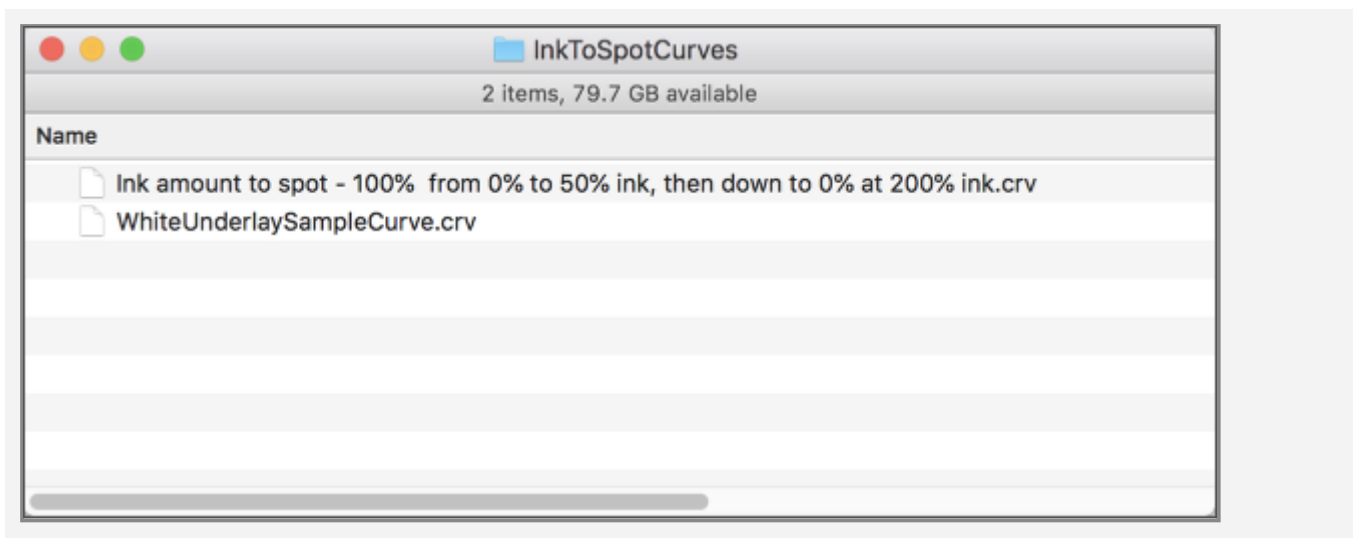 InkToSpotCurves
2 items, 79.7 GB available
Name
Ink amount to spot - 100%  from 0% to 50% ink, then down to 0% at 200% ink.crv
WhiteUnderlaySampleCurve.crv